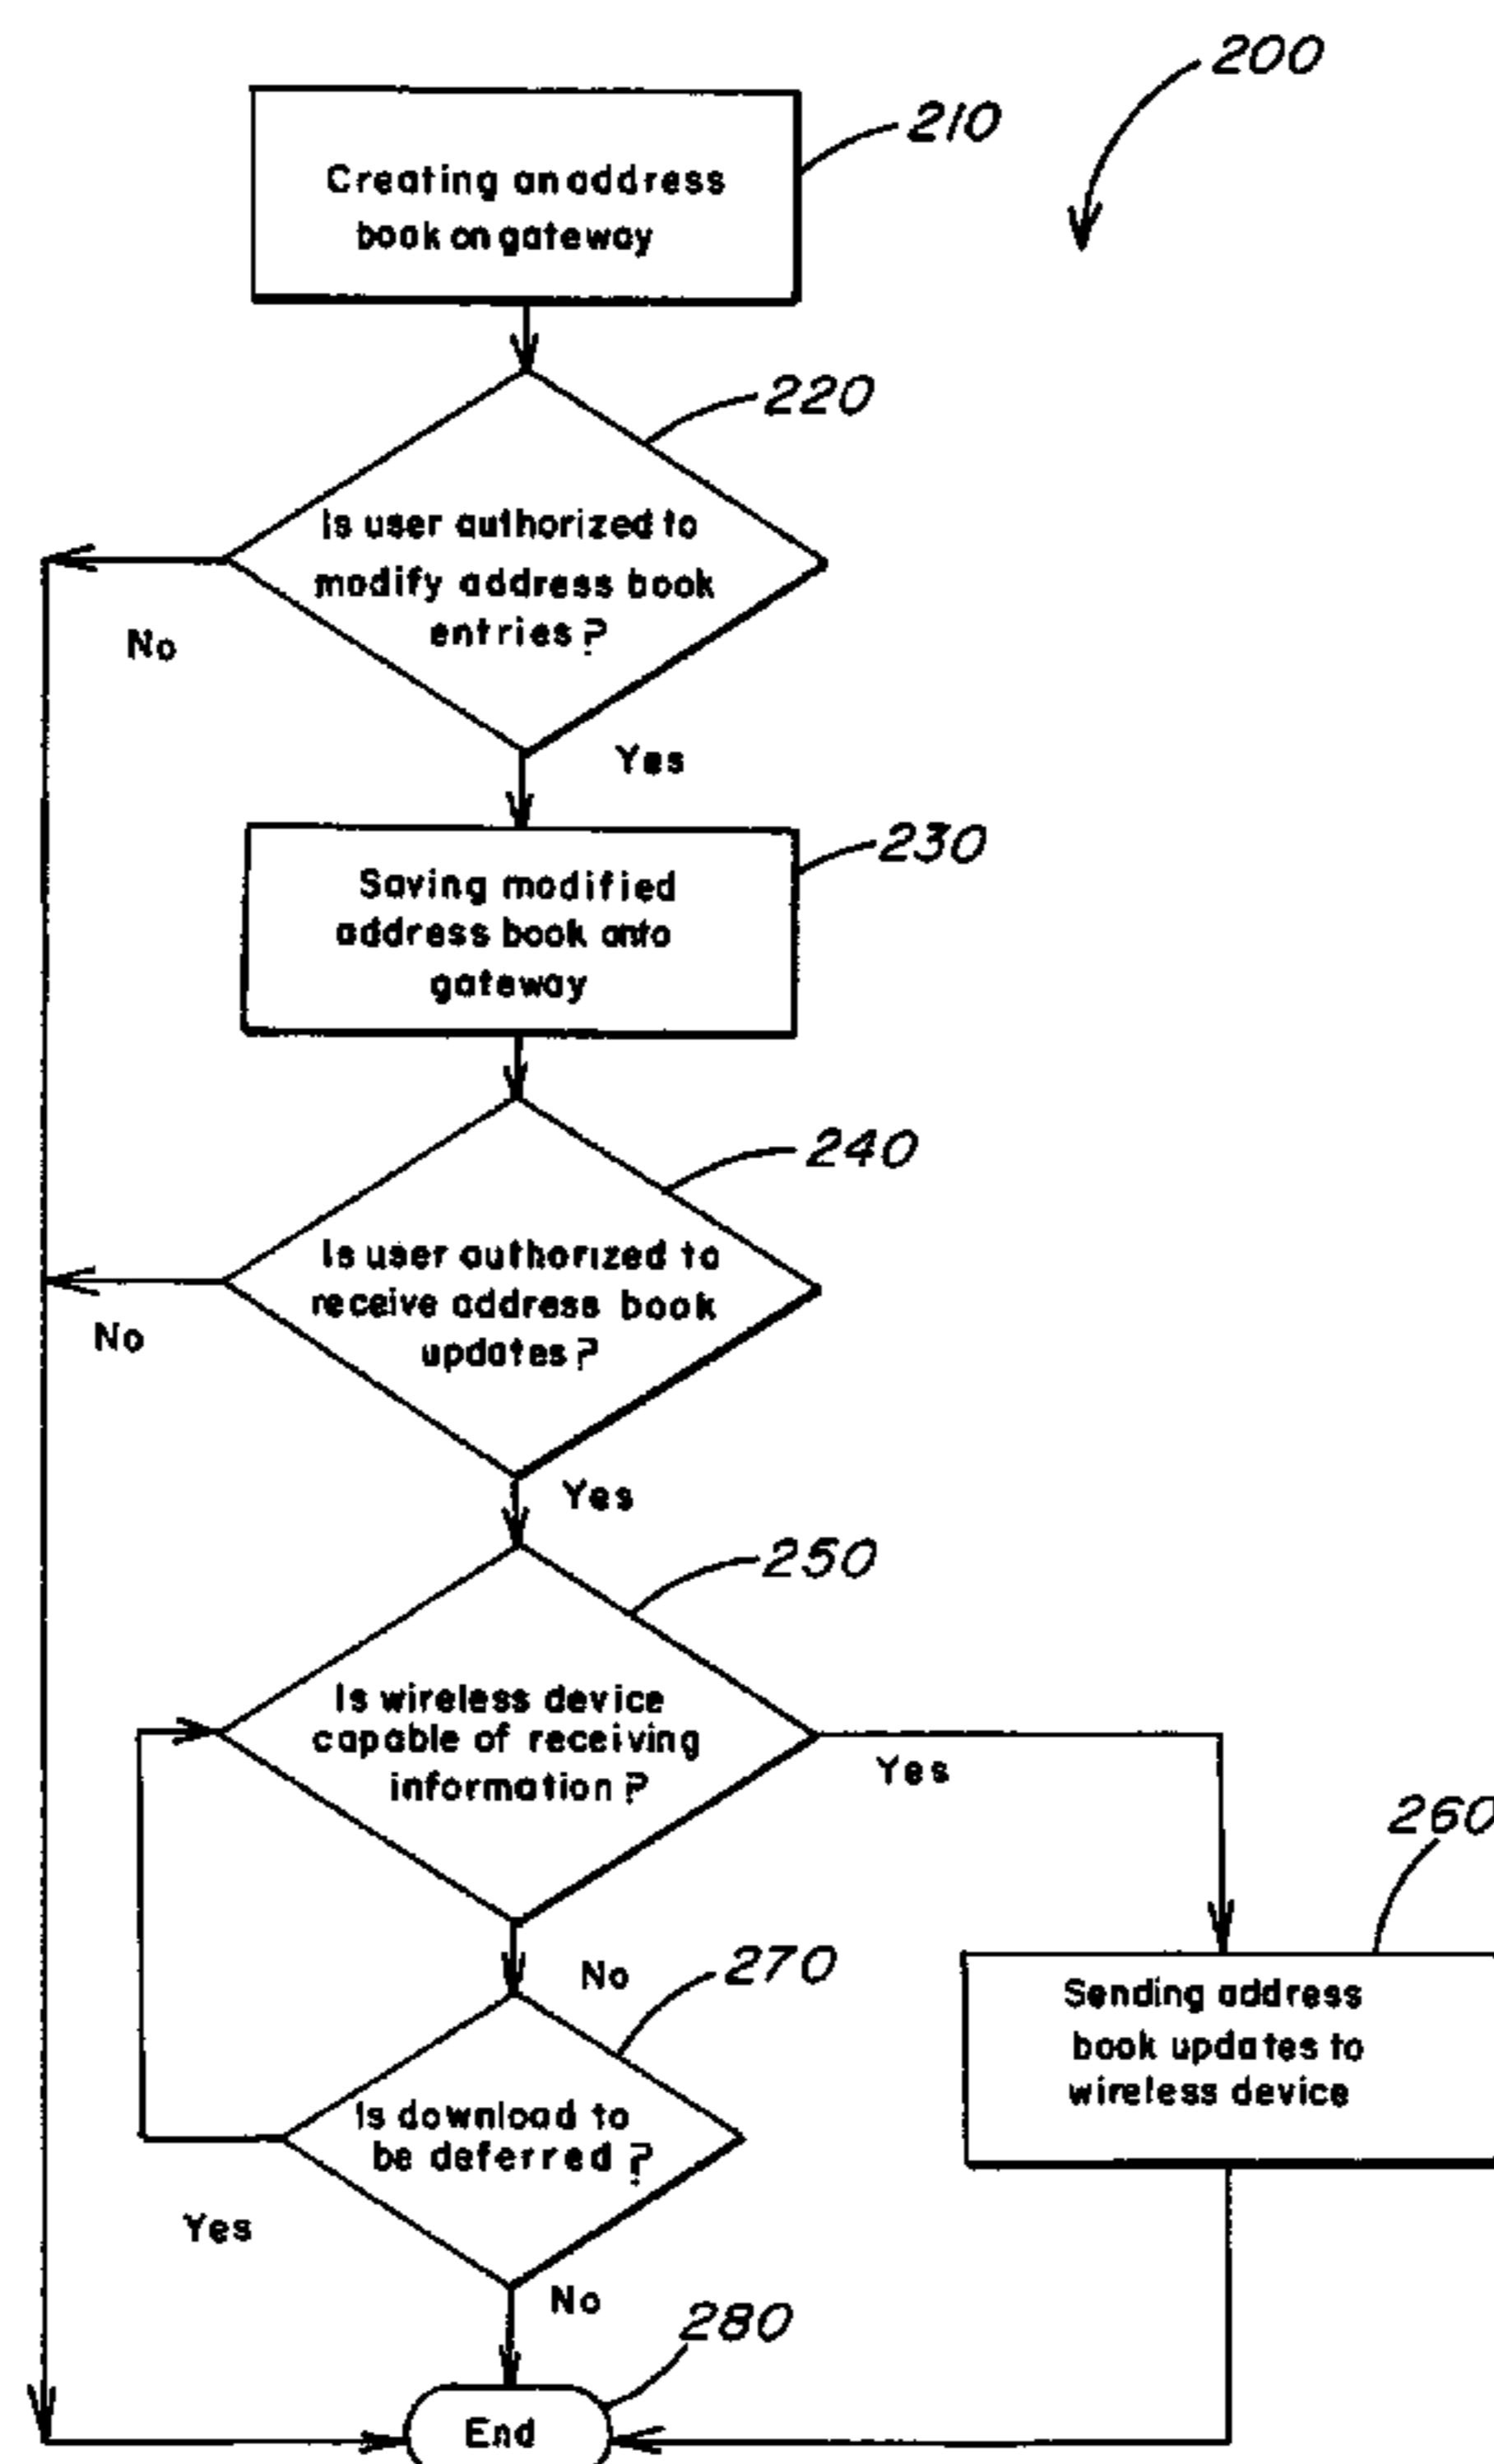 200
210
Creating an address
book on gateway
220
Is user authorized to
modify address book
entries?
No
Yes
230
Saving modified
address book onto
gateway
240
Is user authorized to
receive address book
updates?
No
Yes
250
Is wireless device
capable of receiving
information?
Yes
260
No
270
Sending address
book updates to
wireless device
Is download to
be deferred?
Yes
No
280
End